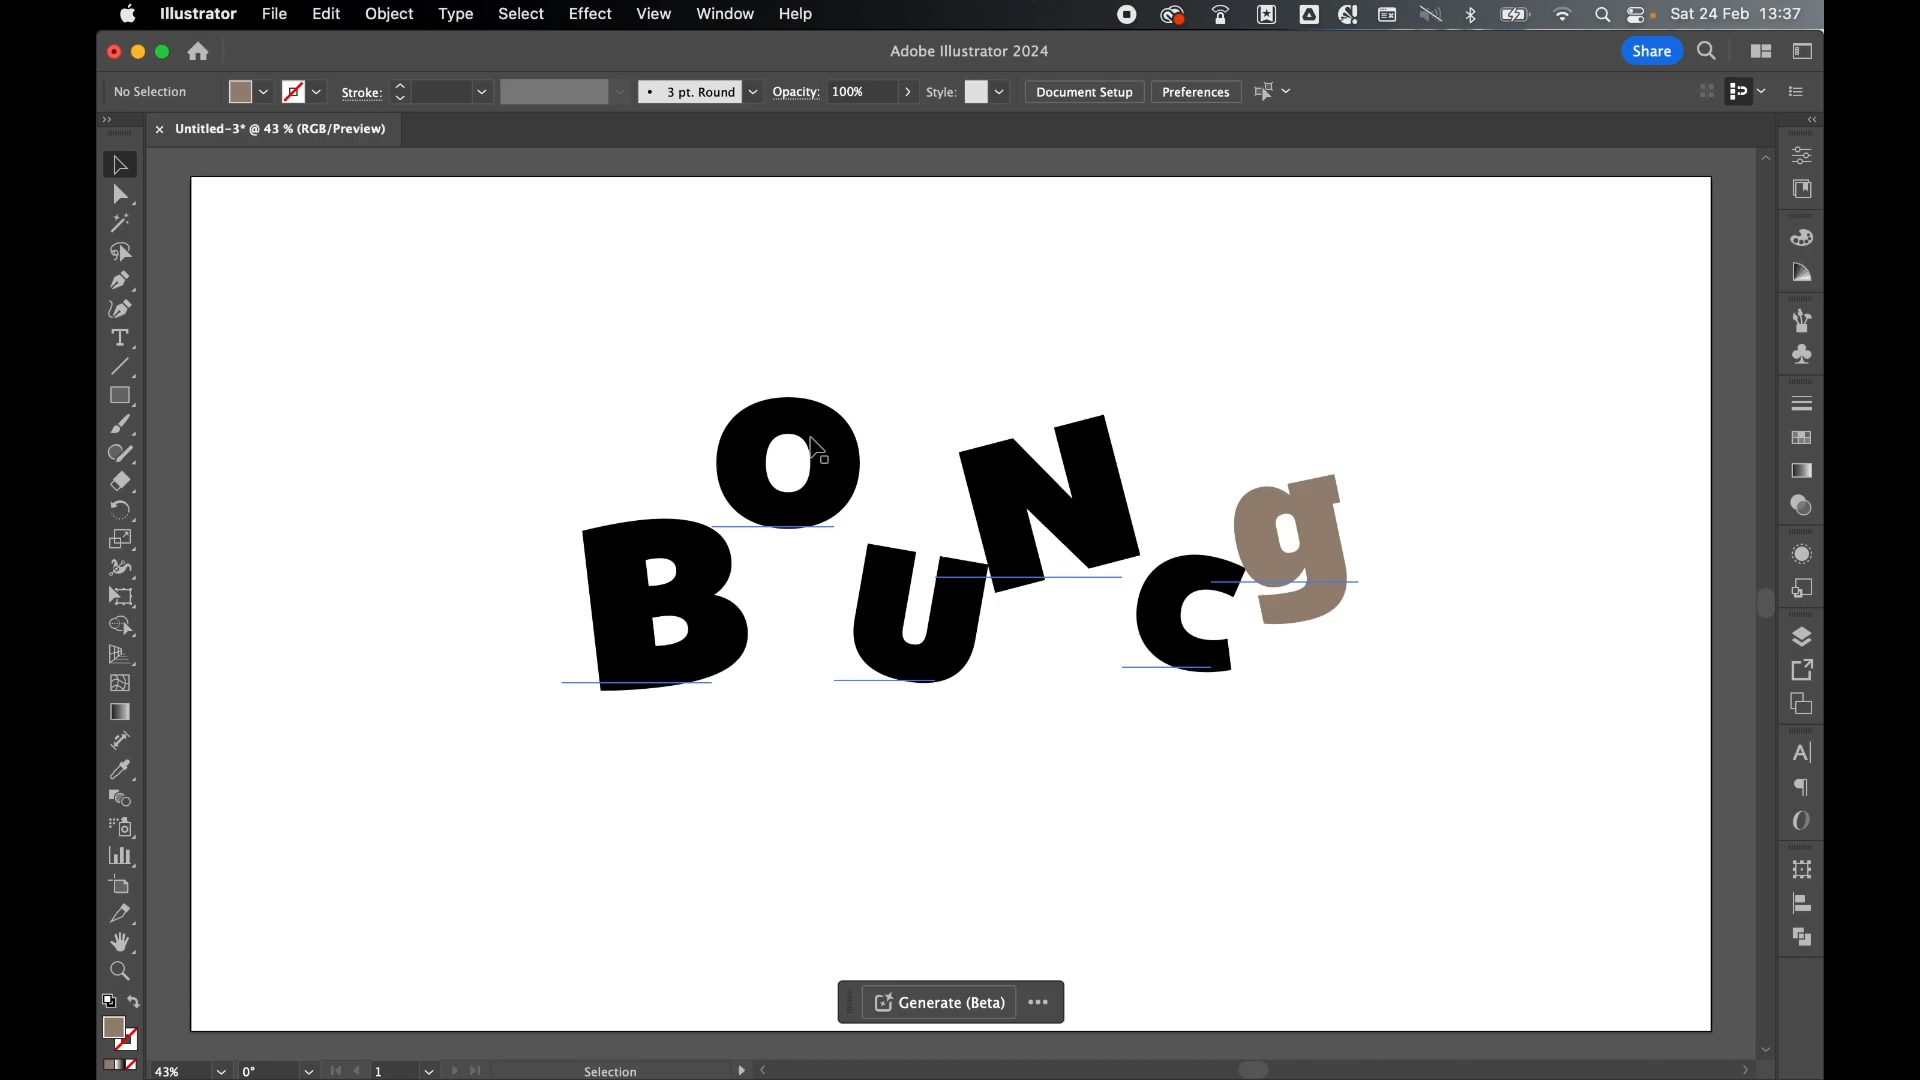 Illustrator File Edit Object Type Select Effect View Window Help Sat 24 Feb 13:37
Adobe Illustrator 2024 Share
No Selection Stroke: 3 pt. Round Opacity: 100% Style: Document Setup Preferences
Untitled-3* @ 43 % (RGB/Preview)
BOUNCg
Generate (Beta)
43% 0° 1 Selection